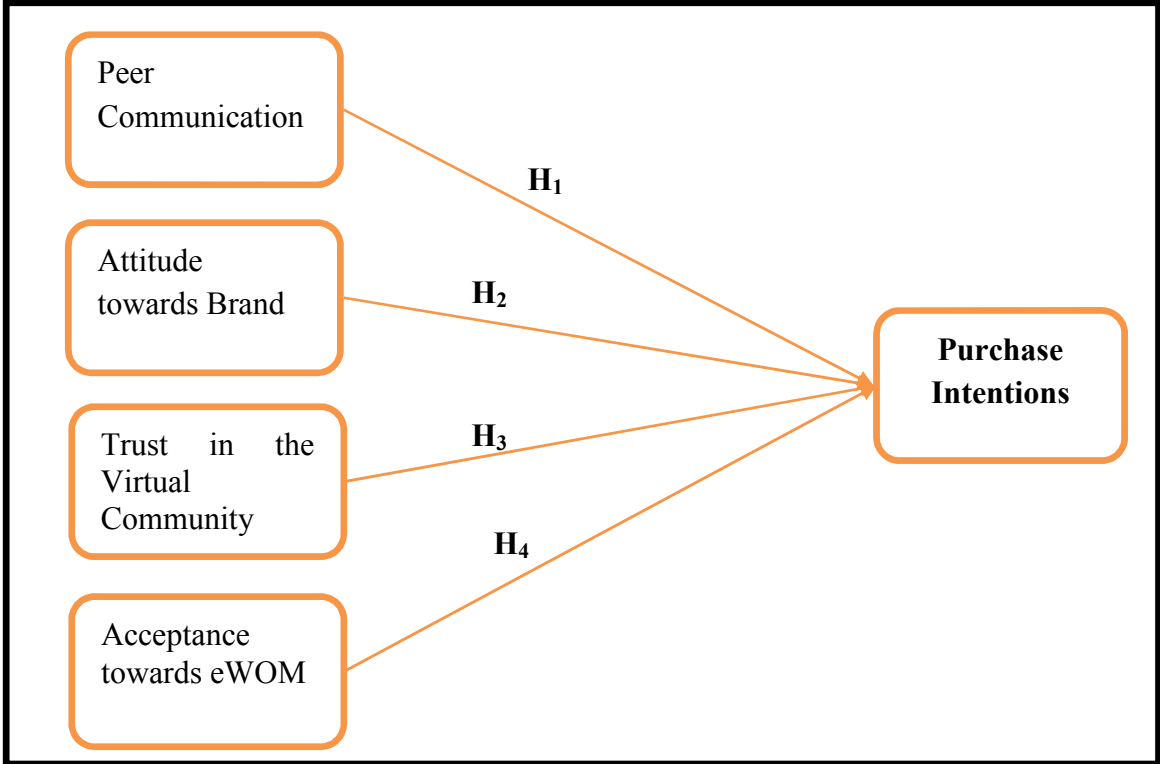 Peer
Communication
H₁
Attitude
towards Brand
H₂
Purchase
Intentions
Trust in the
Virtual
Community
H₃
H₄
Acceptance
towards eWOM